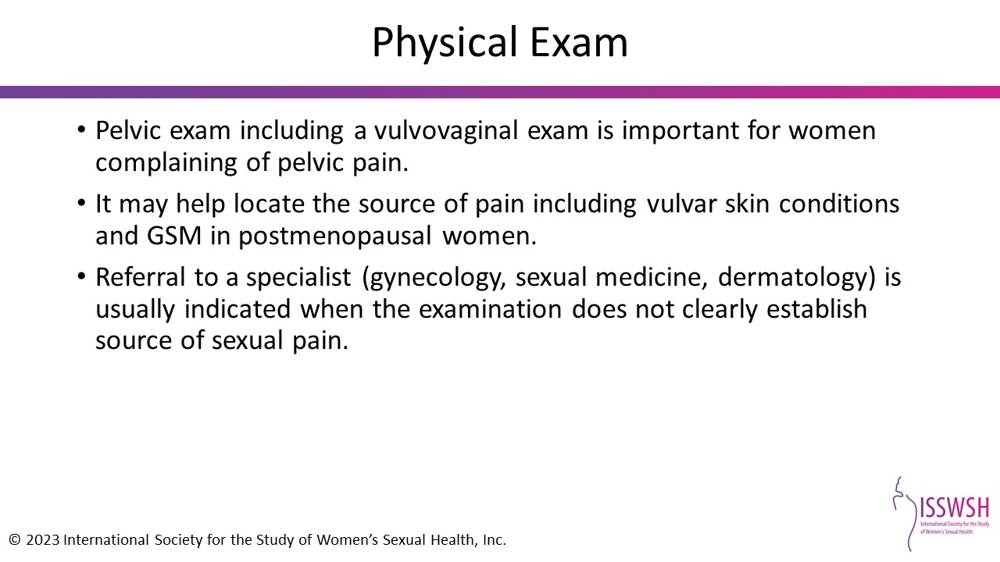 Physical Exam
• Pelvic exam including a vulvovaginal exam is important for women
complaining of pelvic pain.
• It may help locate the source of pain including vulvar skin conditions
and GSM in postmenopausal women.
• Referral to a specialist (gynecology, sexual medicine, dermatology) is
usually indicated when the examination does not clearly establish
source of sexual pain.
ISSWSH
International Society for the Study
of Women's Sexual Health
© 2023 International Society for the Study of Women’s Sexual Health, Inc.